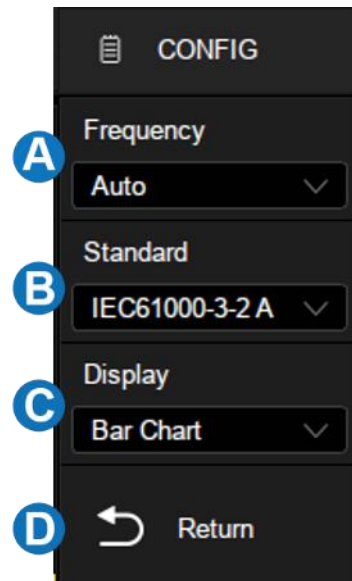 CONFIG
A
Frequency
Auto
B
Standard
IEC61000-3-2 A
C
Display
Bar Chart
D
Return